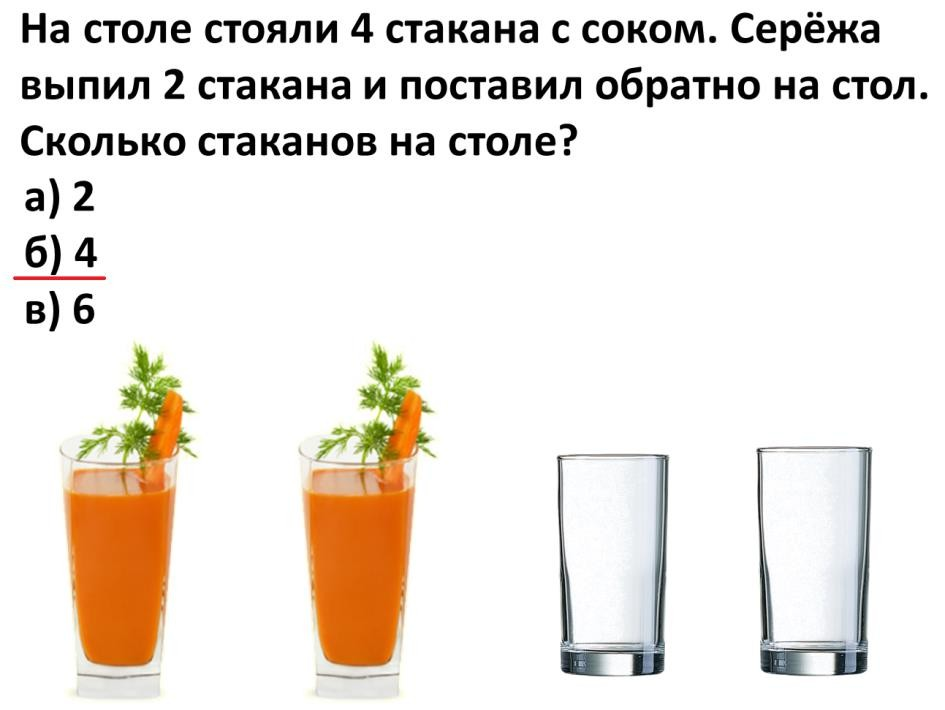 На столе стояли 4 стакана с соком. Серёжа
выпил 2 стакана и поставил обратно на стол.
Сколько стаканов на столе?
а) 2
б) 4
в) 6